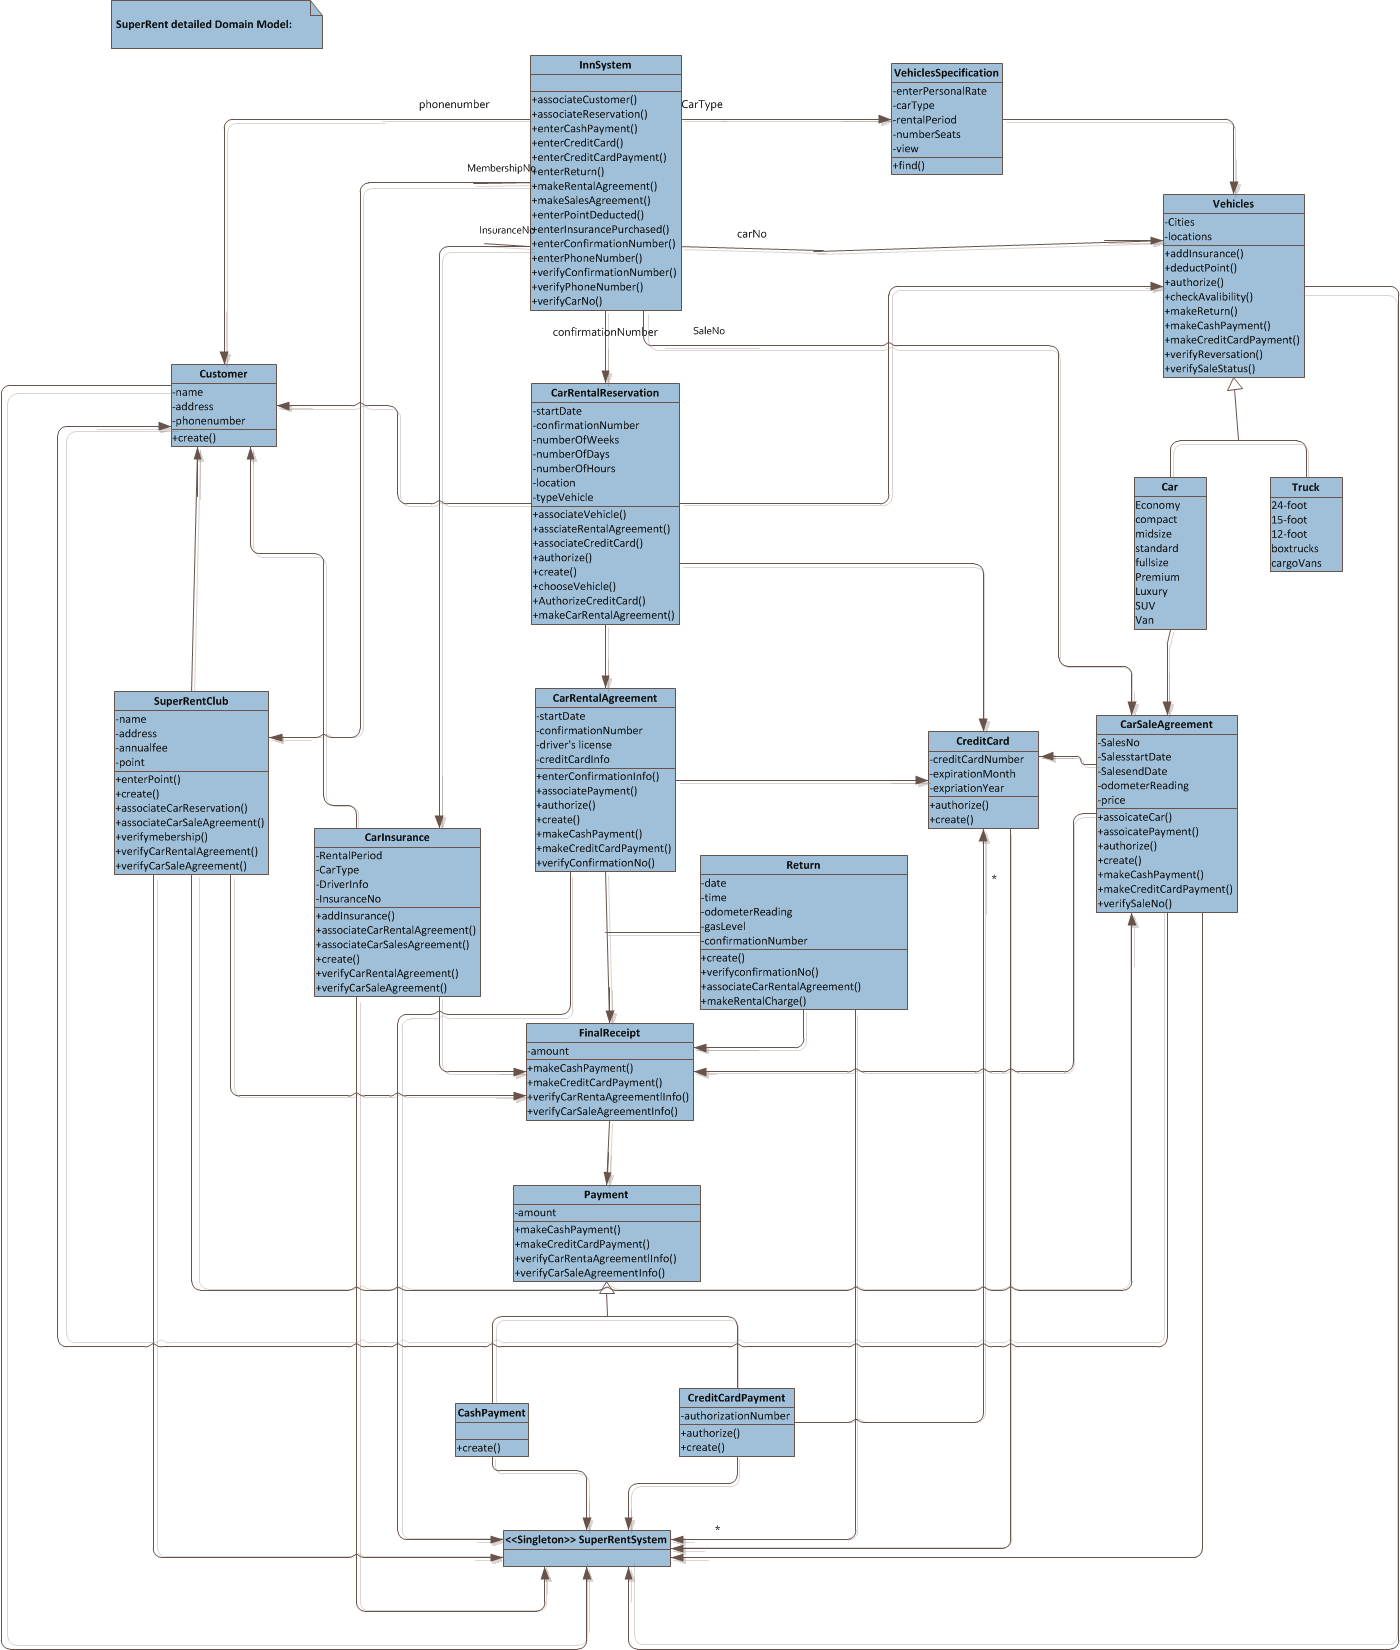 SuperRent detailed Domain Model:
InnSystem
+associateCustomer()
+associateReservation()
+enterCashPayment()
+enterCreditCard()
+enterCreditCardPayment()
+enterReturn()
+makeRentalAgreement()
+makeSalesAgreement()
+enterPointDeducted()
+enterInsurancePurchased()
+enterConfirmationNumber()
+enterPhoneNumber()
+verifyConfirmationNumber()
+verifyPhoneNumber()
+verifyCarNo()
phonenumber
MembershipNo
InsuranceNo
CarType
carNo
confirmationNumber
SaleNo
VehiclesSpecification
-enterPersonalRate
-carType
-rentalPeriod
-numberSeats
-view
+find()
Vehicles
-Cities
-locations
+addInsurance()
+deductPoint()
+authorize()
+checkAvalibility()
+makeReturn()
+makeCashPayment()
+makeCreditCardPayment()
+verifyReversation()
+verifySaleStatus()
Customer
-name
-address
-phonenumber
+create()
CarRentalReservation
-startDate
-confirmationNumber
-numberOfWeeks
-numberOfDays
-numberOfHours
-location
-typeVehicle
+associateVehicle()
+assciateRentalAgreement()
+associateCreditCard()
+authorize()
+create()
+chooseVehicle()
+AuthorizeCreditCard()
+makeCarRentalAgreement()
Car
Economy
compact
midsize
standard
fullsize
Premium
Luxury
SUV
Van
Truck
24-foot
15-foot
12-foot
boxtrucks
cargoVans
SuperRentClub
-name
-address
-annualfee
-point
+enterPoint()
+create()
+associateCarReservation()
+associateCarSaleAgreement()
+verifymebership()
+verifyCarRentalAgreement()
+verifyCarSaleAgreement()
CarRentalAgreement
-startDate
-confirmationNumber
-driver's license
-creditCardInfo
+enterConfirmationInfo()
+associatePayment()
+authorize()
+create()
+makeCashPayment()
+makeCreditCardPayment()
+verifyConfirmationNo()
CreditCard
-creditCardNumber
-expirationMonth
-expriationYear
+authorize()
+create()
*
CarSaleAgreement
-SalesNo
-SalesstartDate
-SalesendDate
-odometerReading
-price
+assoicateCar()
+assoicatePayment()
+authorize()
+create()
+makeCashPayment()
+makeCreditCardPayment()
+verifySaleNo()
CarInsurance
-RentalPeriod
-CarType
-DriverInfo
-InsuranceNo
+addInsurance()
+associateCarRentalAgreement()
+associateCarSalesAgreement()
+create()
+verifyCarRentalAgreement()
+verifyCarSaleAgreement()
Return
-date
-time
-odometerReading
-gasLevel
-confirmationNumber
+create()
+verifyconfirmationNo()
+associateCarRentalAgreement()
+makeRentalCharge()
FinalReceipt
-amount
+makeCashPayment()
+makeCreditCardPayment()
+verifyCarRentaAgreementlInfo()
+verifyCarSaleAgreementInfo()
Payment
-amount
+makeCashPayment()
+makeCreditCardPayment()
+verifyCarRentaAgreementlInfo()
+verifyCarSaleAgreementInfo()
CashPayment
+create()
CreditCardPayment
-authorizationNumber
+authorize()
+create()
*
<<Singleton>> SuperRentSystem